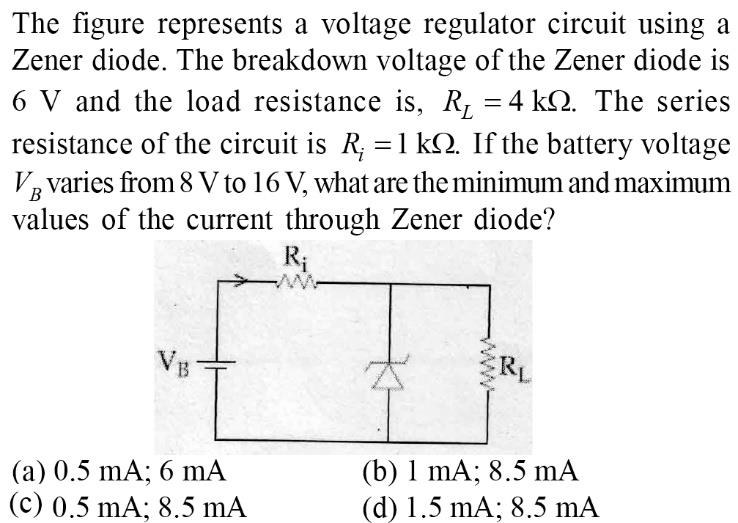 The figure represents a voltage regulator circuit using a
Zener diode. The breakdown voltage of the Zener diode is
6 V and the load resistance is, R_L = 4 kΩ. The series
resistance of the circuit is R_i = 1 kΩ. If the battery voltage
V_B varies from 8 V to 16 V, what are the minimum and maximum
values of the current through Zener diode?
R_i
V_B
R_L
(a) 0.5 mA; 6 mA (b) 1 mA; 8.5 mA
(c) 0.5 mA; 8.5 mA (d) 1.5 mA; 8.5 mA